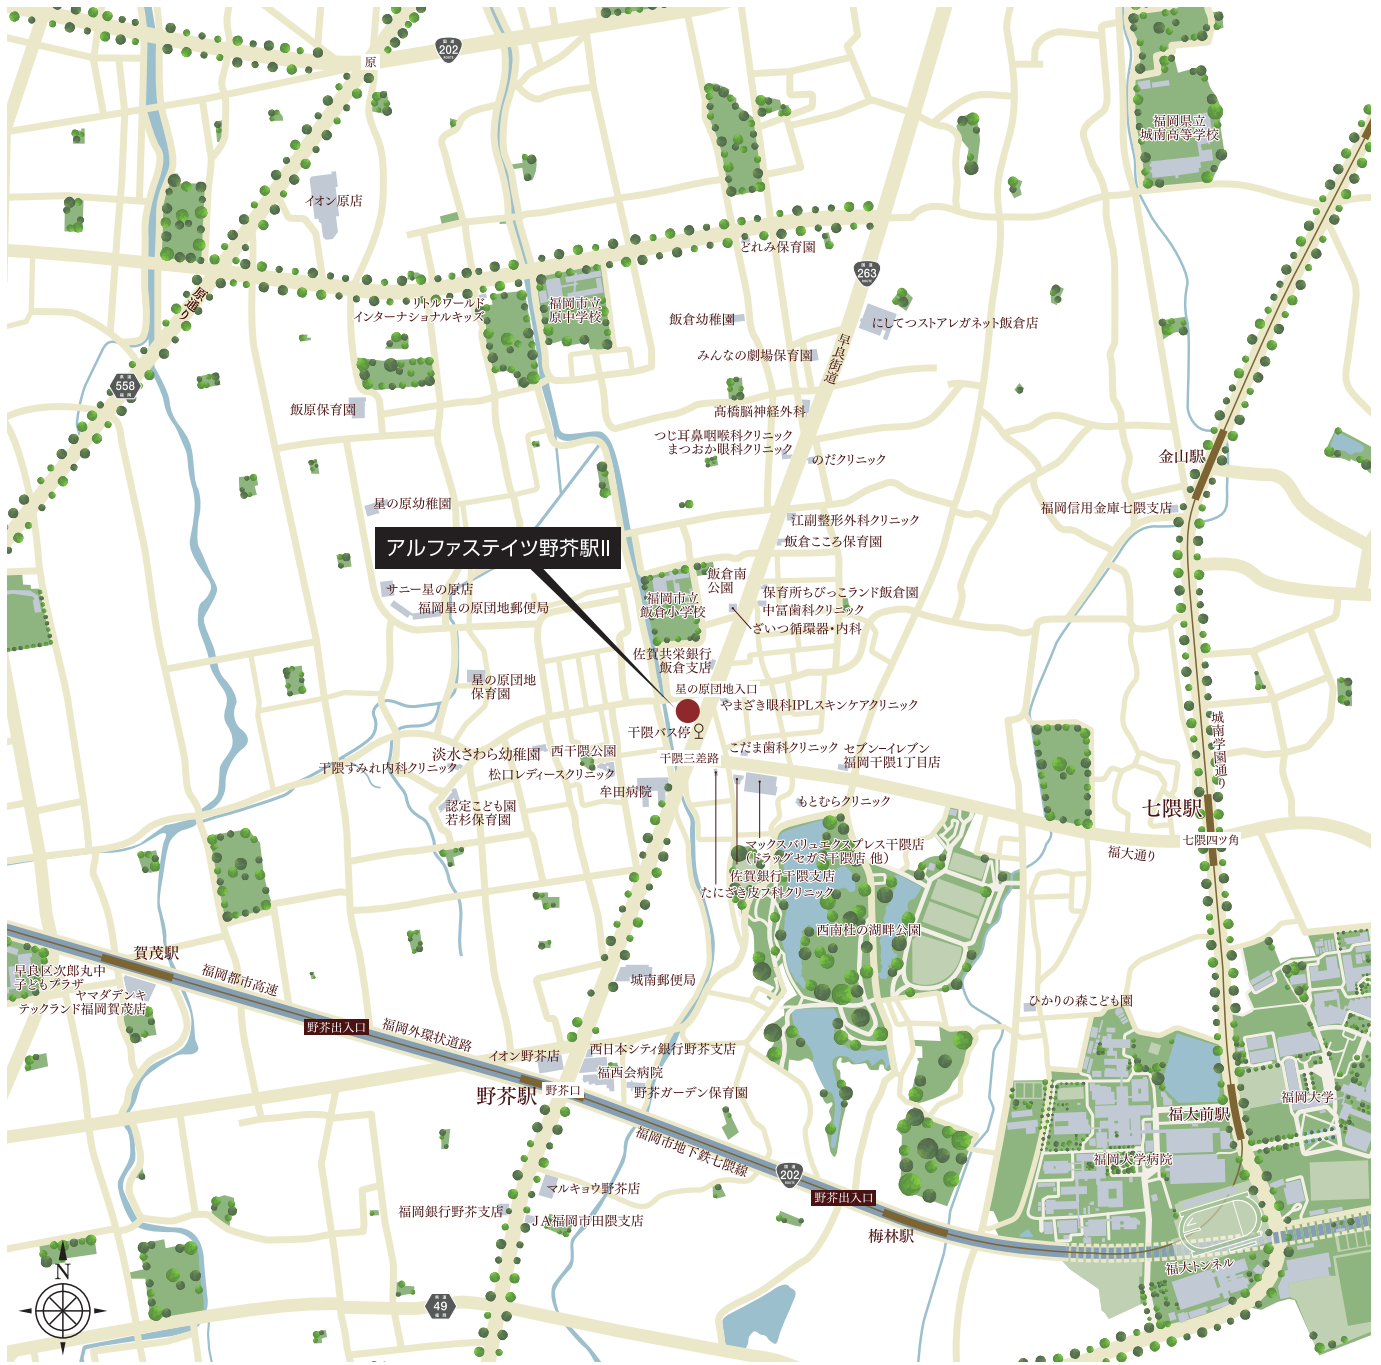 国道
202
ROUTE
原
福岡県立
城南高等学校
イオン原店
どれみ保育園
国道
263
ROUTE
原通り
リトルワールド
インターナショナルキッズ
福岡市立
原中学校
飯倉幼稚園
にしてつストアレガネット飯倉店
みんなの劇場保育園
早良街道
県道
558
福岡
飯原保育園
髙橋脳神経外科
つじ耳鼻咽喉科クリニック
まつおか眼科クリニック
のだクリニック
金山駅
星の原幼稚園
福岡信用金庫七隈支店
江副整形外科クリニック
飯倉こころ保育園
アルファステイツ野芥駅II
飯倉南
公園
サニー星の原店
福岡星の原団地郵便局
福岡市立
飯倉小学校
保育所ちびっこランド飯倉園
中冨歯科クリニック
ざいつ循環器・内科
佐賀共栄銀行
飯倉支店
星の原団地
保育園
星の原団地入口
やまざき眼科IPLスキンケアクリニック
城南学園通り
干隈バス停
淡水さわら幼稚園
西干隈公園
こだま歯科クリニック
セブン-イレブン
福岡干隈1丁目店
干隈三差路
干隈すみれ内科クリニック
松口レディースクリニック
牟田病院
認定こども園
若杉保育園
もとむらクリニック
七隈駅
七隈四ツ角
福大通り
マックスバリュエクスプレス干隈店
（ドラッグセガミ干隈店 他）
佐賀銀行干隈支店
たにざき皮フ科クリニック
西南杜の湖畔公園
賀茂駅
早良区次郎丸中
子どもプラザ
ヤマダデンキ
テックランド福岡賀茂店
福岡都市高速
城南郵便局
ひかりの森こども園
野芥出入口
福岡外環状道路
イオン野芥店
西日本シティ銀行野芥支店
福西会病院
野芥駅
野芥口
野芥ガーデン保育園
福岡大学
福大前駅
福岡市地下鉄七隈線
福岡大学病院
国道
202
ROUTE
マルキョウ野芥店
野芥出入口
福岡銀行野芥支店
JA福岡市田隈支店
梅林駅
福大トンネル
N
県道
49
福岡